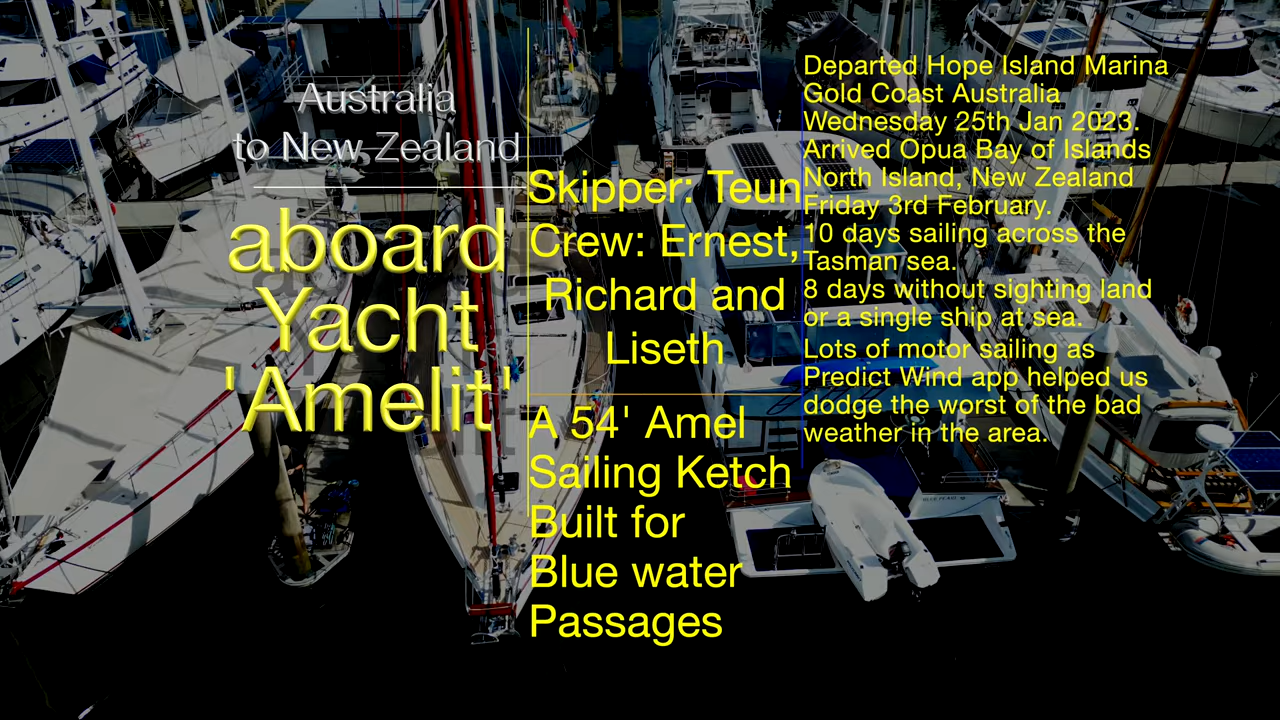 Australia
to New Zealand
aboard
Yacht
'Amelit'
Skipper: Teun
Crew: Ernest,
Richard and
Liseth
A 54' Amel
Sailing Ketch
Built for
Blue water
Passages
Departed Hope Island Marina
Gold Coast Australia
Wednesday 25th Jan 2023.
Arrived Opua Bay of Islands
North Island, New Zealand
Friday 3rd February.
10 days sailing across the
Tasman sea.
8 days without sighting land
or a single ship at sea.
Lots of motor sailing as
Predict Wind app helped us
dodge the worst of the bad
weather in the area.